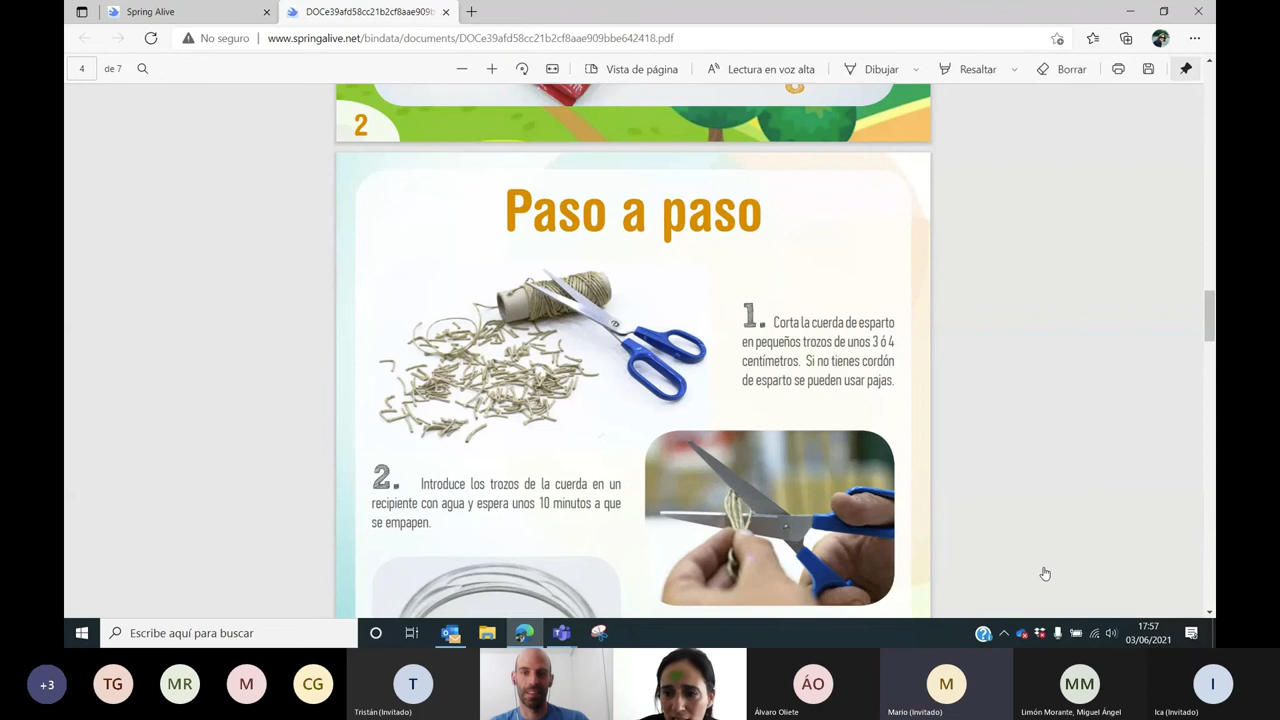 Spring Alive
DOCe39afd58cc21b2cf8aae909b
No seguro
www.springalive.net/bindata/documents/DOCe39afd58cc21b2cf8aae909bbe642418.pdf
4 de 7
Vista de página
Lectura en voz alta
Dibujar
Resaltar
Borrar
2
Paso a paso
1. Corta la cuerda de esparto
en pequeños trozos de unos 3 ó 4
centímetros. Si no tienes cordón
de esparto se pueden usar pajas.
2. Introduce los trozos de la cuerda en un
recipiente con agua y espera unos 10 minutos a que
se empapen.
Escribe aquí para buscar
17:57
03/06/2021
+3
TG
MR
M
CG
T
Tristán (Invitado)
ÁO
Álvaro Oliete
M
Mario (Invitado)
MM
Limón Morante, Miguel Ángel
I
Ica (Invitado)